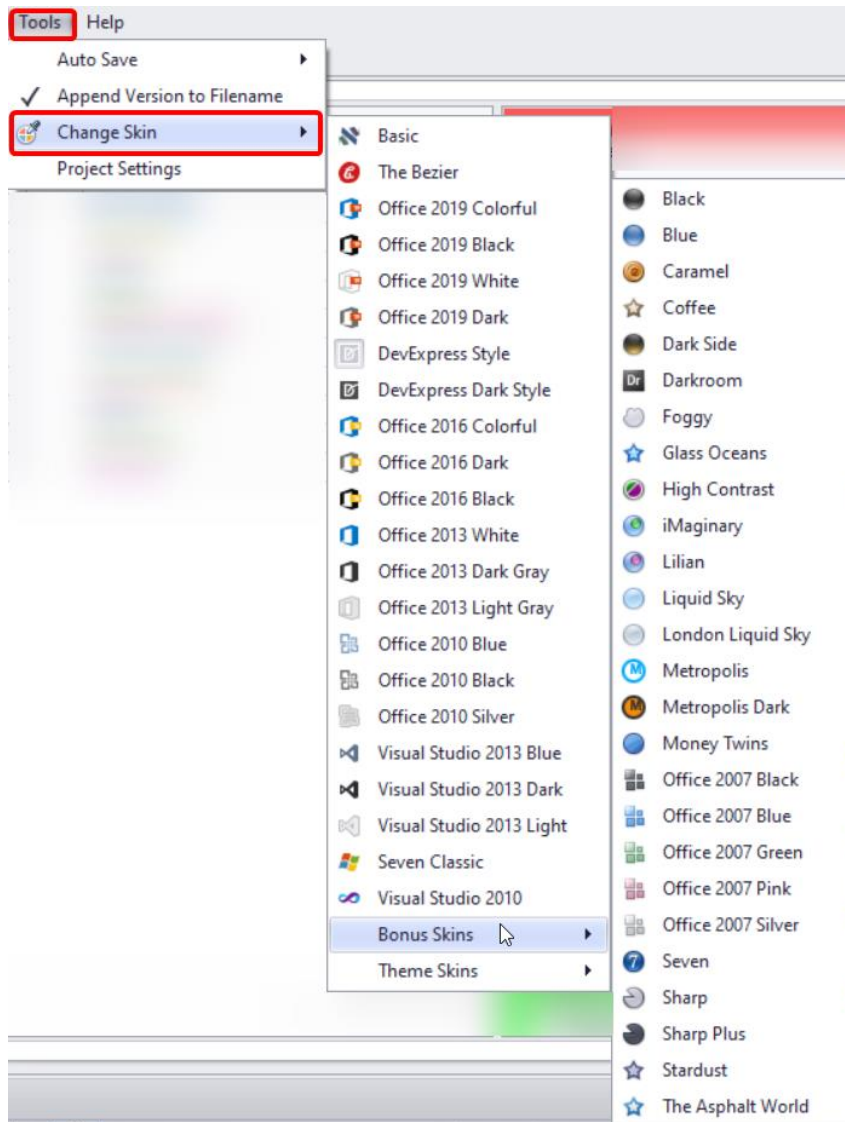 Tools Help
Auto Save
Append Version to Filename
Change Skin
Project Settings
Basic
The Bezier
Office 2019 Colorful
Office 2019 Black
Office 2019 White
Office 2019 Dark
DevExpress Style
DevExpress Dark Style
Office 2016 Colorful
Office 2016 Dark
Office 2016 Black
Office 2013 White
Office 2013 Dark Gray
Office 2013 Light Gray
Office 2010 Blue
Office 2010 Black
Office 2010 Silver
Visual Studio 2013 Blue
Visual Studio 2013 Dark
Visual Studio 2013 Light
Seven Classic
Visual Studio 2010
Bonus Skins
Theme Skins
Black
Blue
Caramel
Coffee
Dark Side
Dr Darkroom
Foggy
Glass Oceans
High Contrast
iMaginary
Lilian
Liquid Sky
London Liquid Sky
M Metropolis
M Metropolis Dark
Money Twins
Office 2007 Black
Office 2007 Blue
Office 2007 Green
Office 2007 Pink
Office 2007 Silver
7 Seven
Sharp
Sharp Plus
Stardust
The Asphalt World